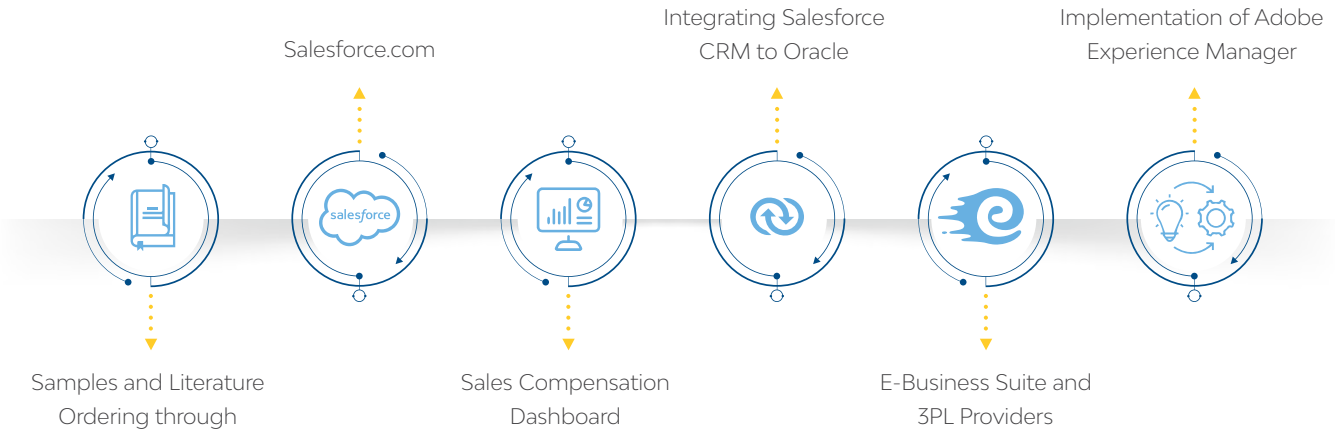 Samples and Literature
Ordering through
Salesforce.com
salesforce
Sales Compensation
Dashboard
Integrating Salesforce
CRM to Oracle
E-Business Suite and
3PL Providers
Implementation of Adobe
Experience Manager